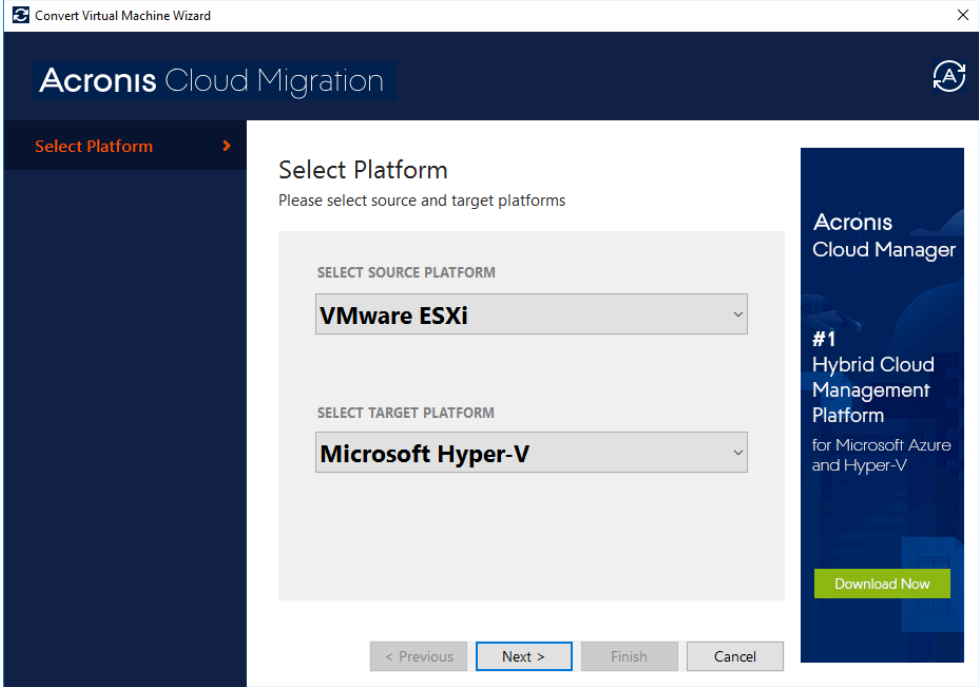 Convert Virtual Machine Wizard
Acronis Cloud Migration
Select Platform
Select Platform
Please select source and target platforms
SELECT SOURCE PLATFORM
VMware ESXi
SELECT TARGET PLATFORM
Microsoft Hyper-V
< Previous
Next >
Finish
Cancel
Acronis
Cloud Manager
#1
Hybrid Cloud
Management
Platform
for Microsoft Azure
and Hyper-V
Download Now